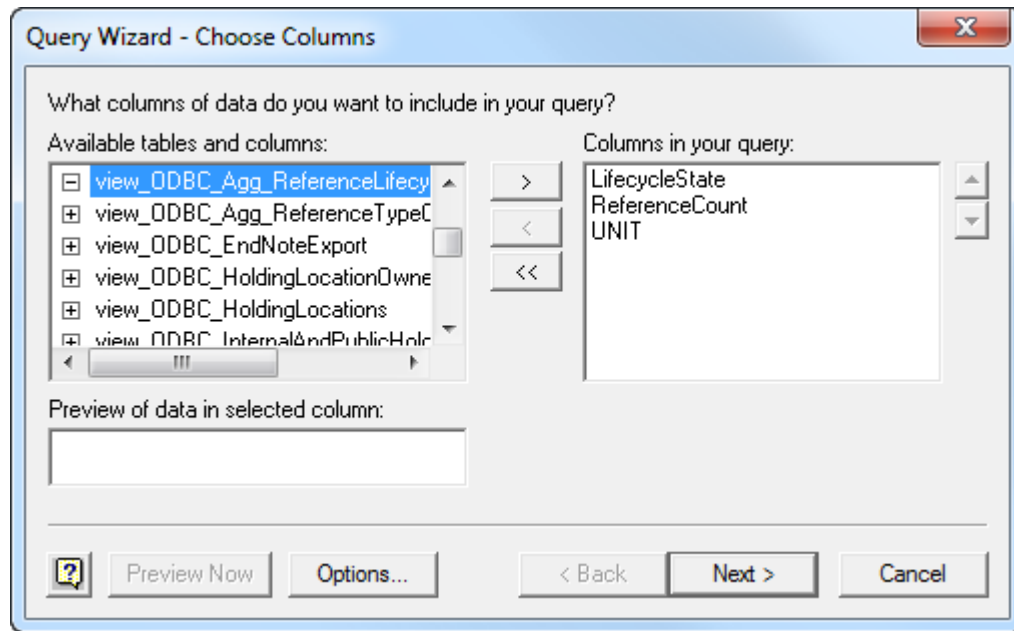 Query Wizard - Choose Columns
What columns of data do you want to include in your query?
Available tables and columns:
view_ODBC_Agg_ReferenceLifecy
view_ODBC_Agg_ReferenceTypeC
view_ODBC_EndNoteExport
view_ODBC_HoldingLocationOwne
view_ODBC_HoldingLocations
view_ODBC_InternalAndPublicHolc
>
<
<<
Columns in your query:
LifecycleState
ReferenceCount
UNIT
Preview of data in selected column:
Preview Now
Options...
< Back
Next >
Cancel